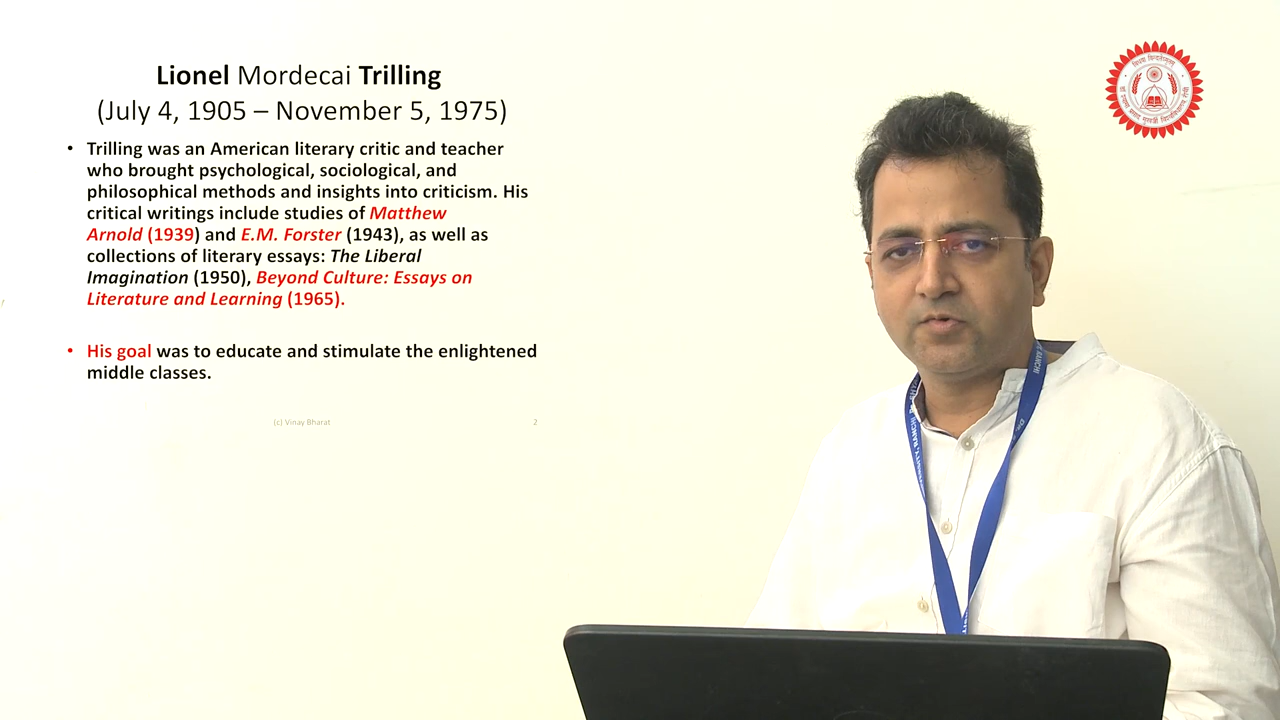 Lionel Mordecai Trilling
(July 4, 1905 – November 5, 1975)
• Trilling was an American literary critic and teacher
who brought psychological, sociological, and
philosophical methods and insights into criticism. His
critical writings include studies of Matthew
Arnold (1939) and E.M. Forster (1943), as well as
collections of literary essays: The Liberal
Imagination (1950), Beyond Culture: Essays on
Literature and Learning (1965).
• His goal was to educate and stimulate the enlightened
middle classes.
(c) Vinay Bharat
2
RANCHI